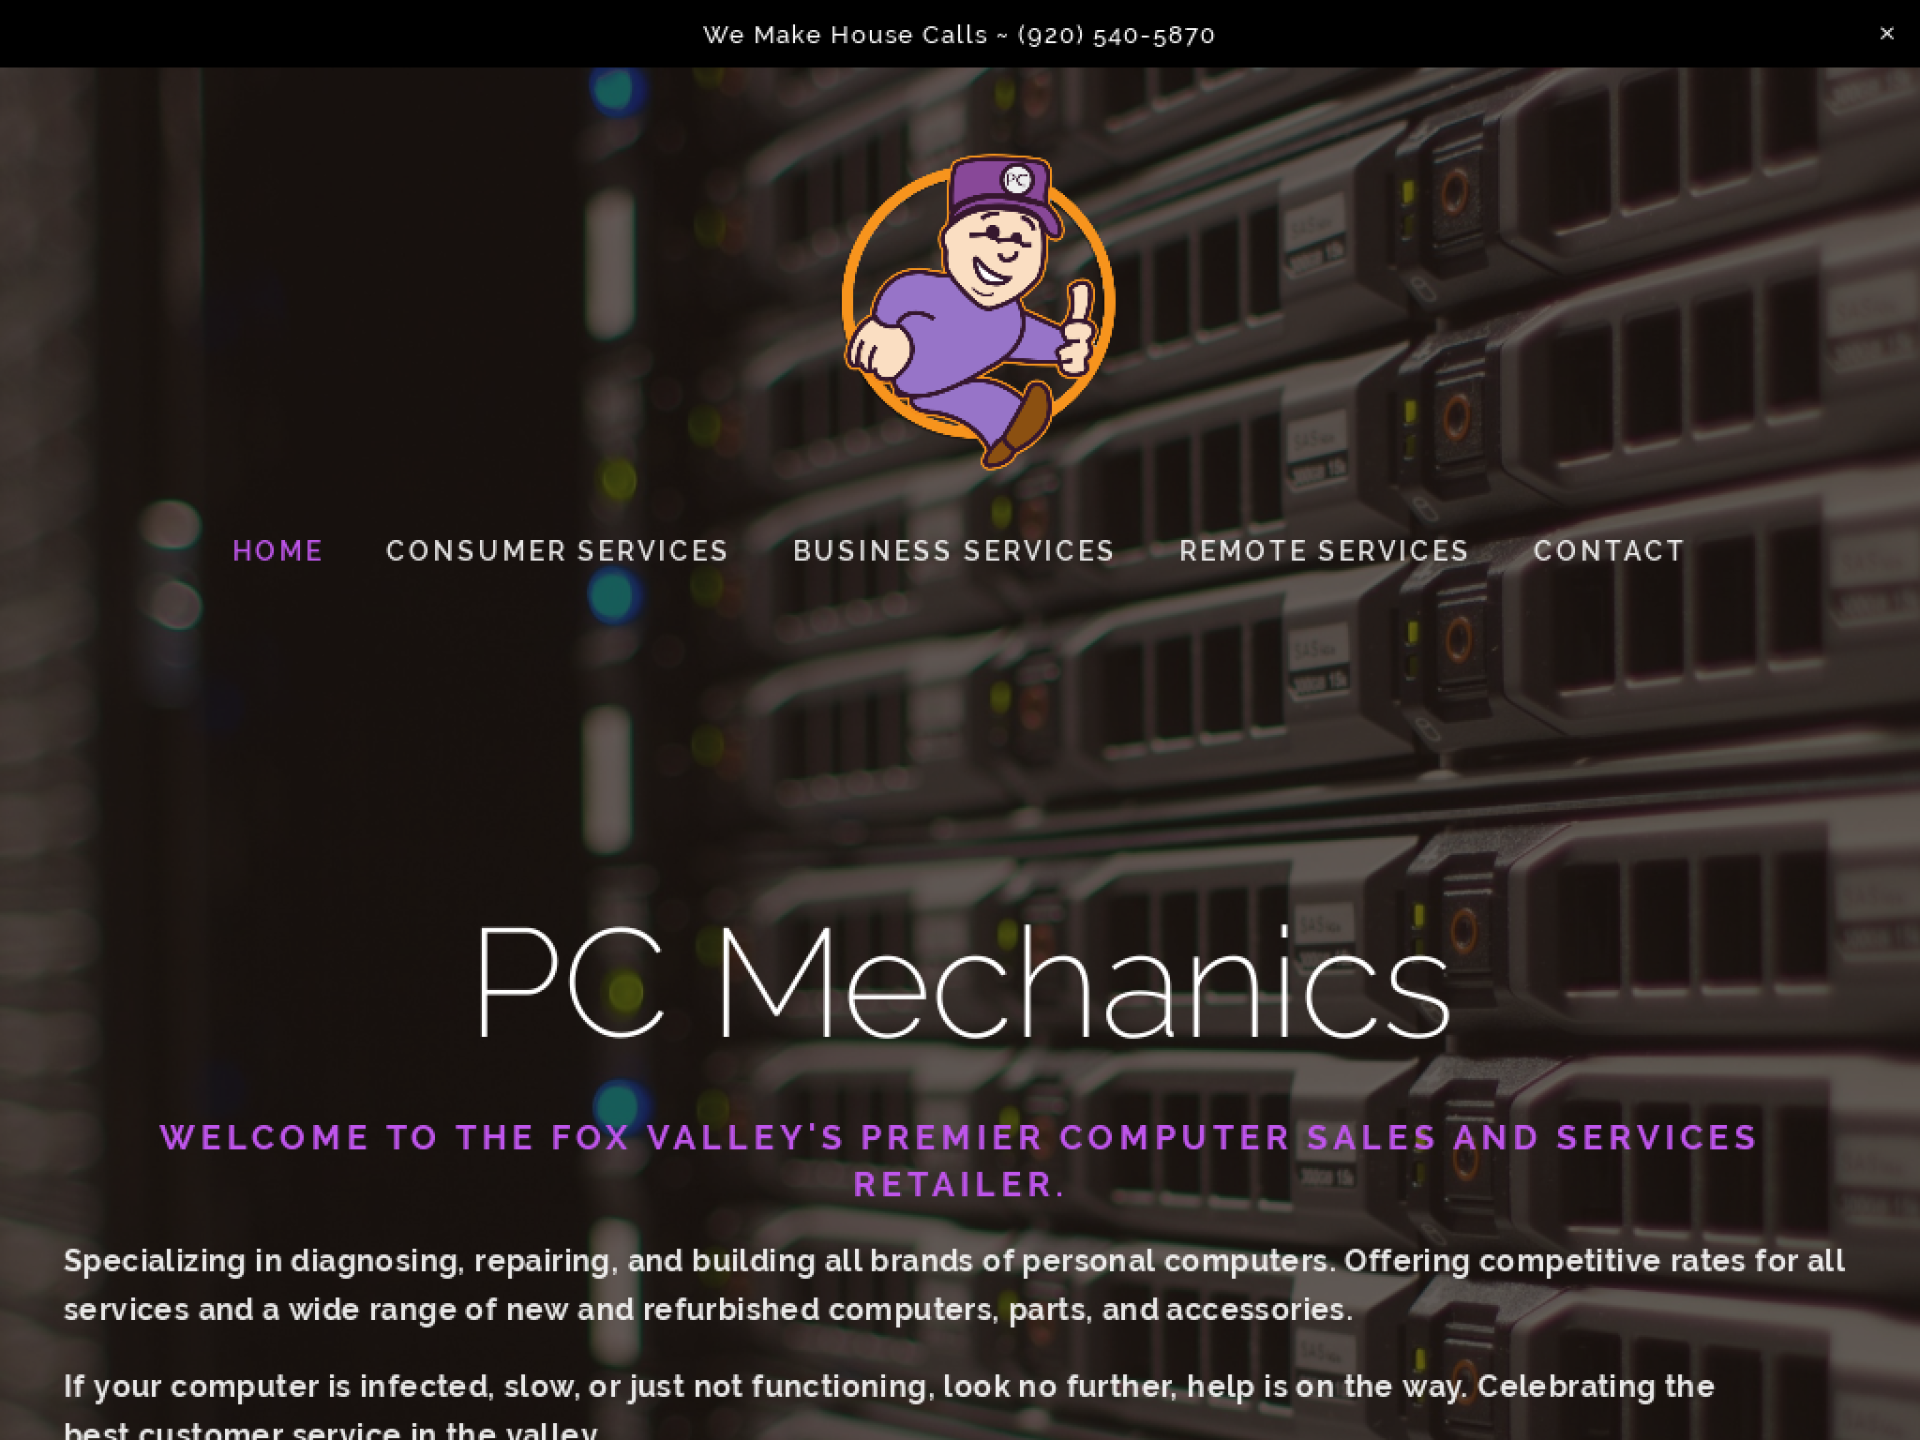 We Make House Calls ~ (920) 540-5870
×
PC
HOME CONSUMER SERVICES BUSINESS SERVICES REMOTE SERVICES CONTACT
PC Mechanics
WELCOME TO THE FOX VALLEY'S PREMIER COMPUTER SALES AND SERVICES
RETAILER.
Specializing in diagnosing, repairing, and building all brands of personal computers. Offering competitive rates for all
services and a wide range of new and refurbished computers, parts, and accessories.
If your computer is infected, slow, or just not functioning, look no further, help is on the way. Celebrating the
best customer service in the valley.